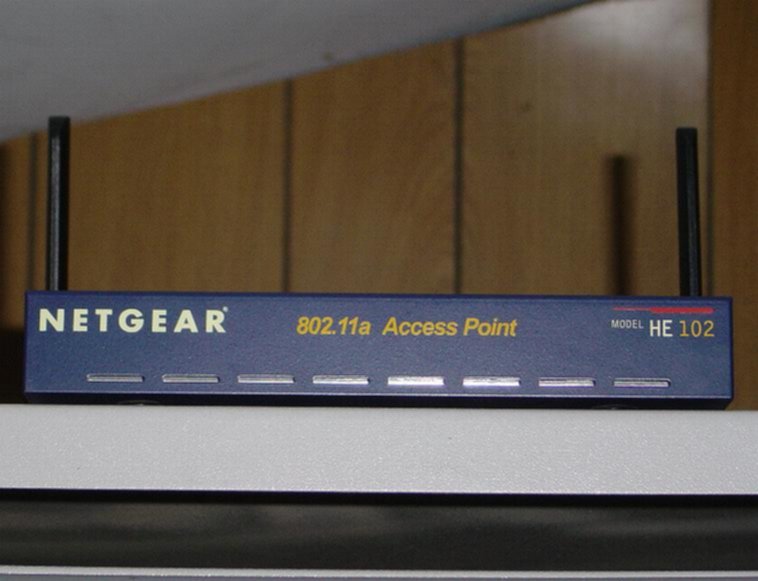 NETGEAR®
802.11a Access Point
MODEL HE 102